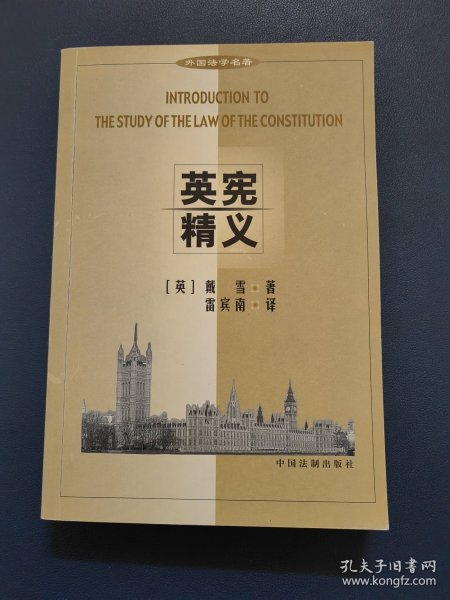 外国法学名著
INTRODUCTION TO
THE STUDY OF THE LAW OF THE CONSTITUTION
英宪
精义
[英] 戴 雪 著
雷宾南 译
中国法制出版社
孔夫子旧书网
www.kongfz.com